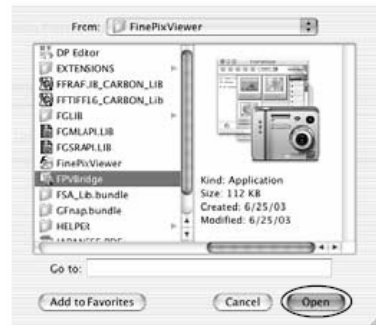 From: FinePixViewer
DP Editor
EXTENSIONS
FFRAFJB_CARBON_LIB
FFTIFF16_CARBON_Lib
FGLIB
FGMLAPI.LIB
FGSRAPI.LIB
FinePixViewer
FPVBridge
FSA_Lib.bundle
GFnap.bundle
HELPER
Kind: Application
Size: 112 KB
Created: 6/25/03
Modified: 6/25/03
Go to:
Add to Favorites
Cancel
Open